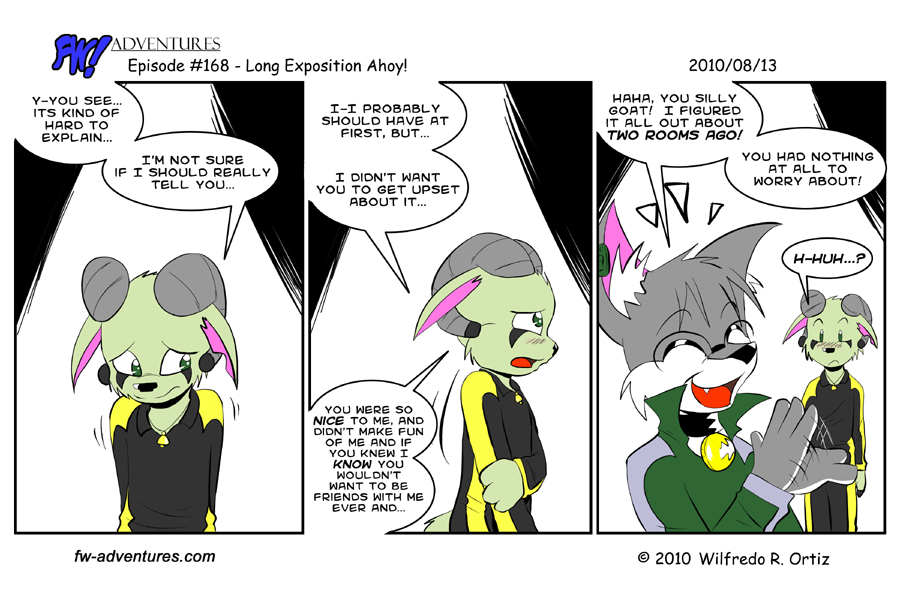 FW! ADVENTURES
Episode #168 - Long Exposition Ahoy!
2010/08/13
Y-YOU SEE...
ITS KIND OF
HARD TO
EXPLAIN...
I'M NOT SURE
IF I SHOULD REALLY
TELL YOU...
I-I PROBABLY
SHOULD HAVE AT
FIRST, BUT...
I DIDN'T WANT
YOU TO GET UPSET
ABOUT IT...
YOU WERE SO
NICE TO ME, AND
DIDN'T MAKE FUN
OF ME AND IF
YOU KNEW I
KNOW YOU
WOULDN'T
WANT TO BE
FRIENDS WITH ME
EVER AND...
HAHA, YOU SILLY
GOAT! I FIGURED
IT ALL OUT ABOUT
TWO ROOMS AGO!
YOU HAD NOTHING
AT ALL TO
WORRY ABOUT!
H-HUH...?
fw-adventures.com
© 2010 Wilfredo R. Ortiz